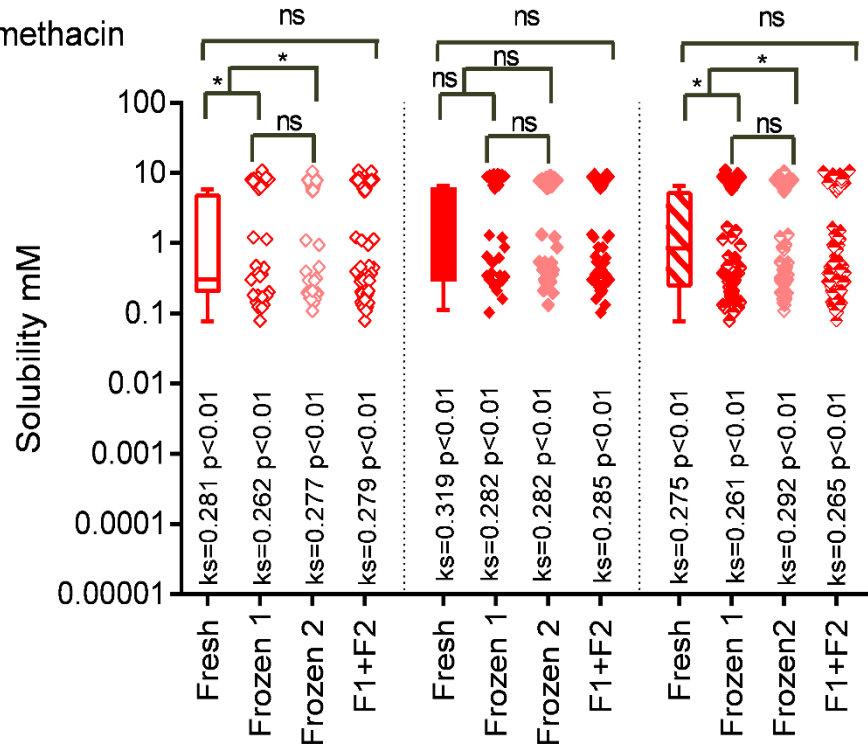 ns ns ns
methacin
* * ns ns * *
ns ns ns
100
10
1
0.1
0.01
0.001
0.0001
0.00001
Solubility mM
ks=0.281 p<0.01
ks=0.262 p<0.01
ks=0.277 p<0.01
ks=0.279 p<0.01
ks=0.319 p<0.01
ks=0.282 p<0.01
ks=0.282 p<0.01
ks=0.285 p<0.01
ks=0.275 p<0.01
ks=0.261 p<0.01
ks=0.292 p<0.01
ks=0.265 p<0.01
Fresh
Frozen 1
Frozen 2
F1+F2
Fresh
Frozen 1
Frozen 2
F1+F2
Fresh
Frozen 1
Frozen2
F1+F2